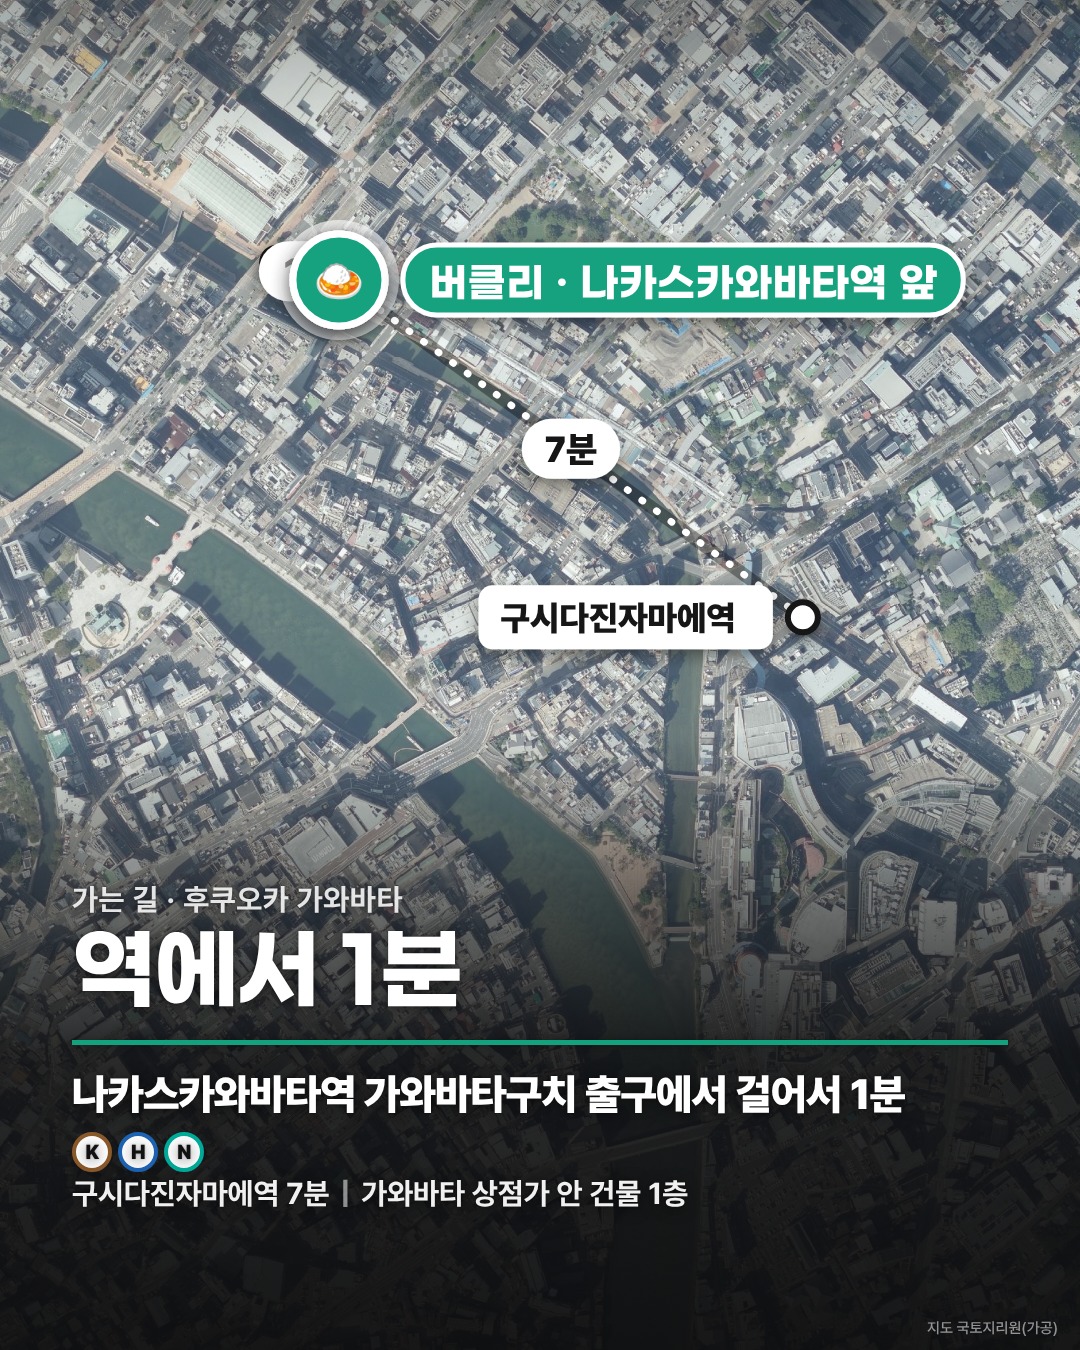 버클리 · 나카스카와바타역 앞
7분
구시다진자마에역
가는 길 · 후쿠오카 가와바타
역에서 1분
나카스카와바타역 가와바타구치 출구에서 걸어서 1분
K H N
구시다진자마에역 7분 | 가와바타 상점가 안 건물 1층
지도 국토지리원(가공)